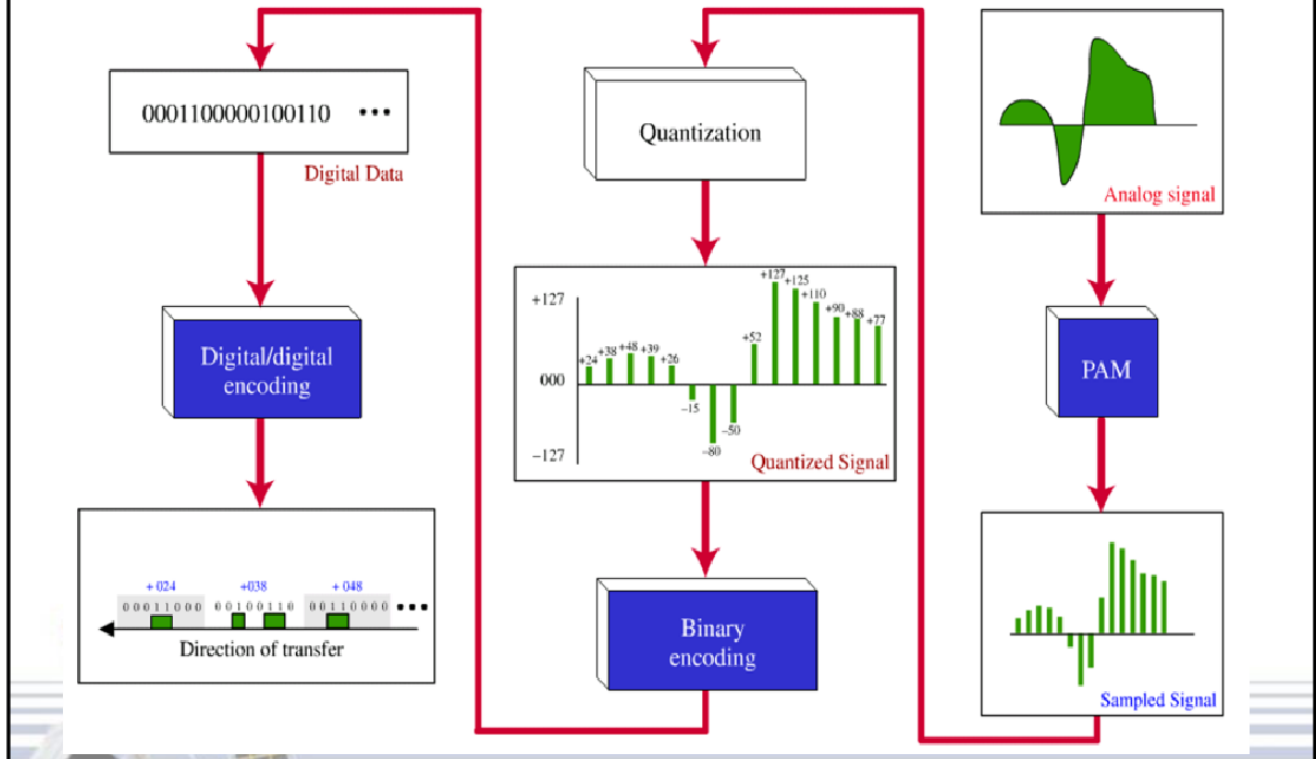 0001100000100110 •••
Digital Data
Digital/digital
encoding
+024 +038 +048
00011000 00100110 00110000 •••
Direction of transfer
Quantization
+127
000
−127
+24 +38 +48 +39 +26 −15 −80 −50 +52 +127 +125 +110 +90 +88 +77
Quantized Signal
Binary
encoding
Analog signal
PAM
Sampled Signal